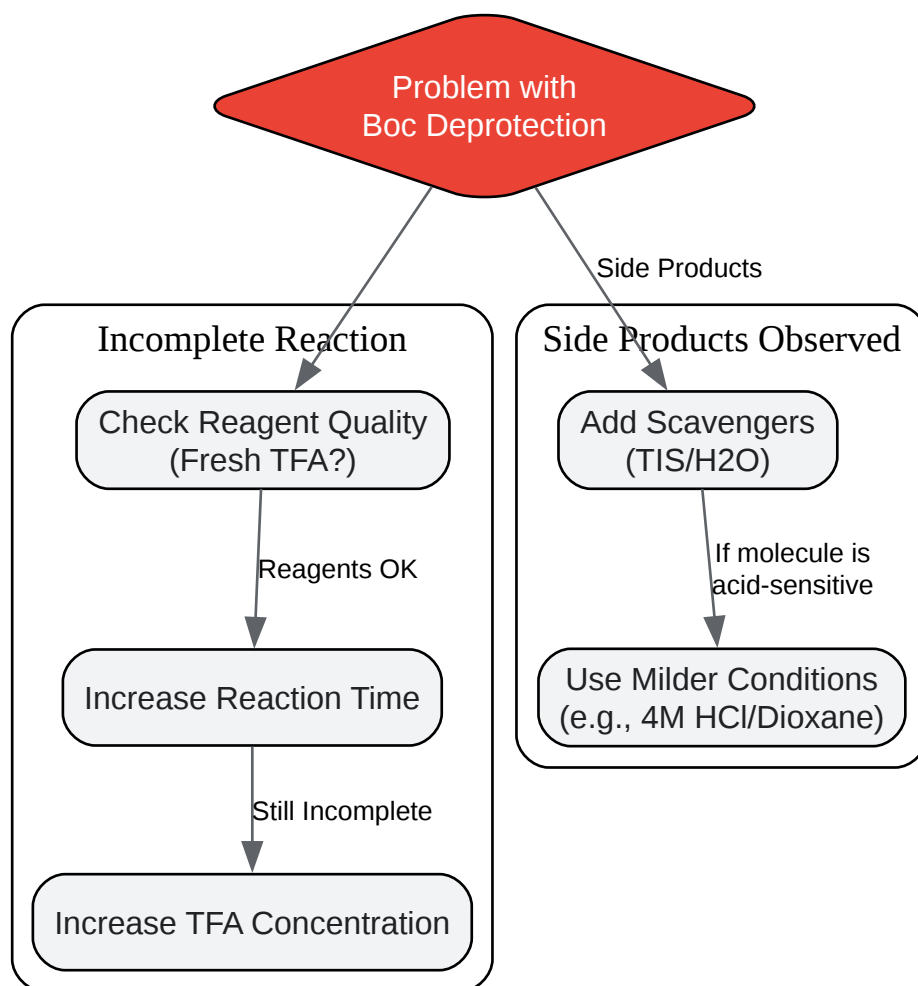 Problem with
Boc Deprotection
Side Products
Incomplete Reaction
Side Products Observed
Check Reagent Quality
(Fresh TFA?)
Add Scavengers
(TIS/H2O)
Reagents OK
If molecule is
acid-sensitive
Increase Reaction Time
Use Milder Conditions
(e.g., 4M HCl/Dioxane)
Still Incomplete
Increase TFA Concentration